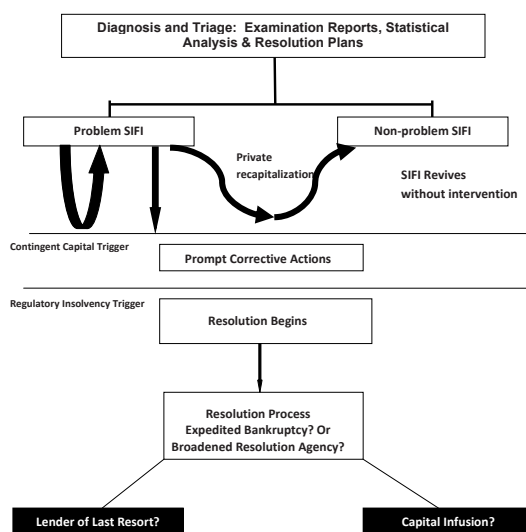 Diagnosis and Triage: Examination Reports, Statistical
Analysis & Resolution Plans
Problem SIFI
Non-problem SIFI
Private
recapitalization
SIFI Revives
without intervention
Contingent Capital Trigger
Prompt Corrective Actions
Regulatory Insolvency Trigger
Resolution Begins
Resolution Process
Expedited Bankruptcy? Or
Broadened Resolution Agency?
Lender of Last Resort?
Capital Infusion?